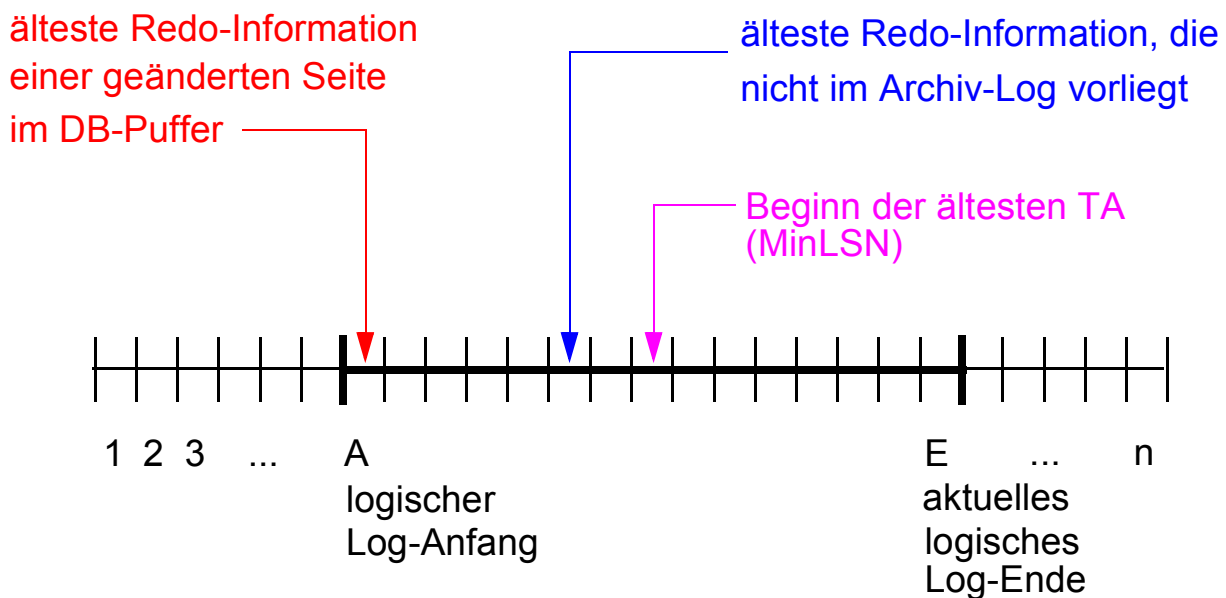 älteste Redo-Information
einer geänderten Seite
im DB-Puffer
älteste Redo-Information, die
nicht im Archiv-Log vorliegt
Beginn der ältesten TA
(MinLSN)
1 2 3 ... A E ... n
logischer
Log-Anfang
aktuelles
logisches
Log-Ende